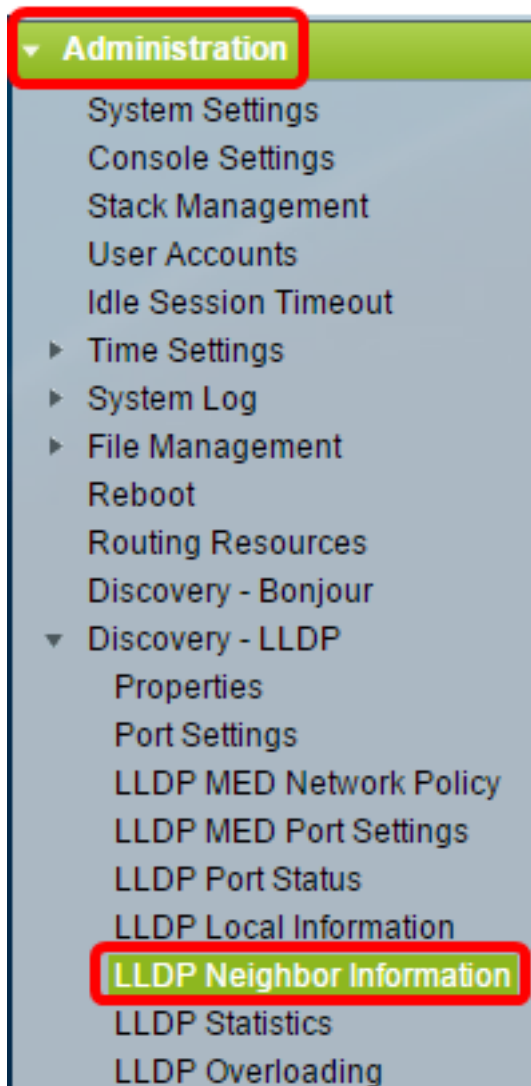 Administration
System Settings
Console Settings
Stack Management
User Accounts
Idle Session Timeout
Time Settings
System Log
File Management
Reboot
Routing Resources
Discovery - Bonjour
Discovery - LLDP
Properties
Port Settings
LLDP MED Network Policy
LLDP MED Port Settings
LLDP Port Status
LLDP Local Information
LLDP Neighbor Information
LLDP Statistics
LLDP Overloading